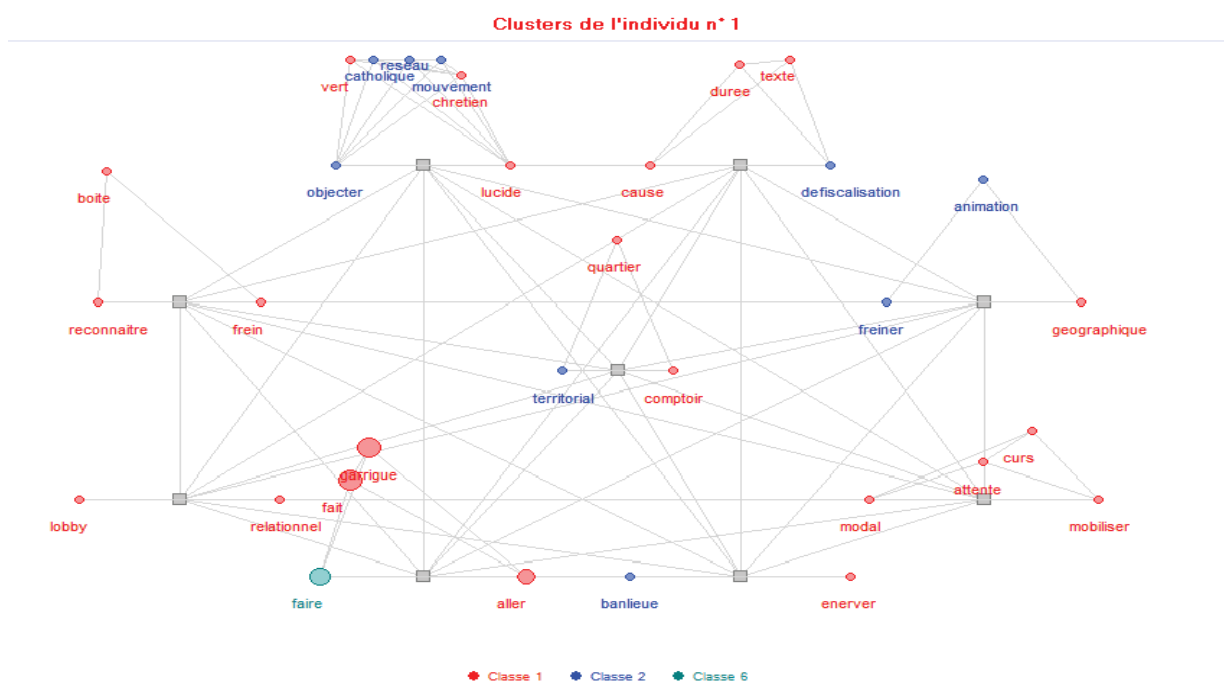 Clusters de l'individu n° 1
reseau
texte
catholique
vert
mouvement
duree
chretien
objecter
lucide
cause
defiscalisation
boite
animation
quartier
reconnaitre
frein
freiner
geographique
territorial
comptoir
curs
garrigue
attente
fait
lobby
relationnel
modal
mobiliser
faire
aller
banlieue
enerver
Classe 1 Classe 2 Classe 6